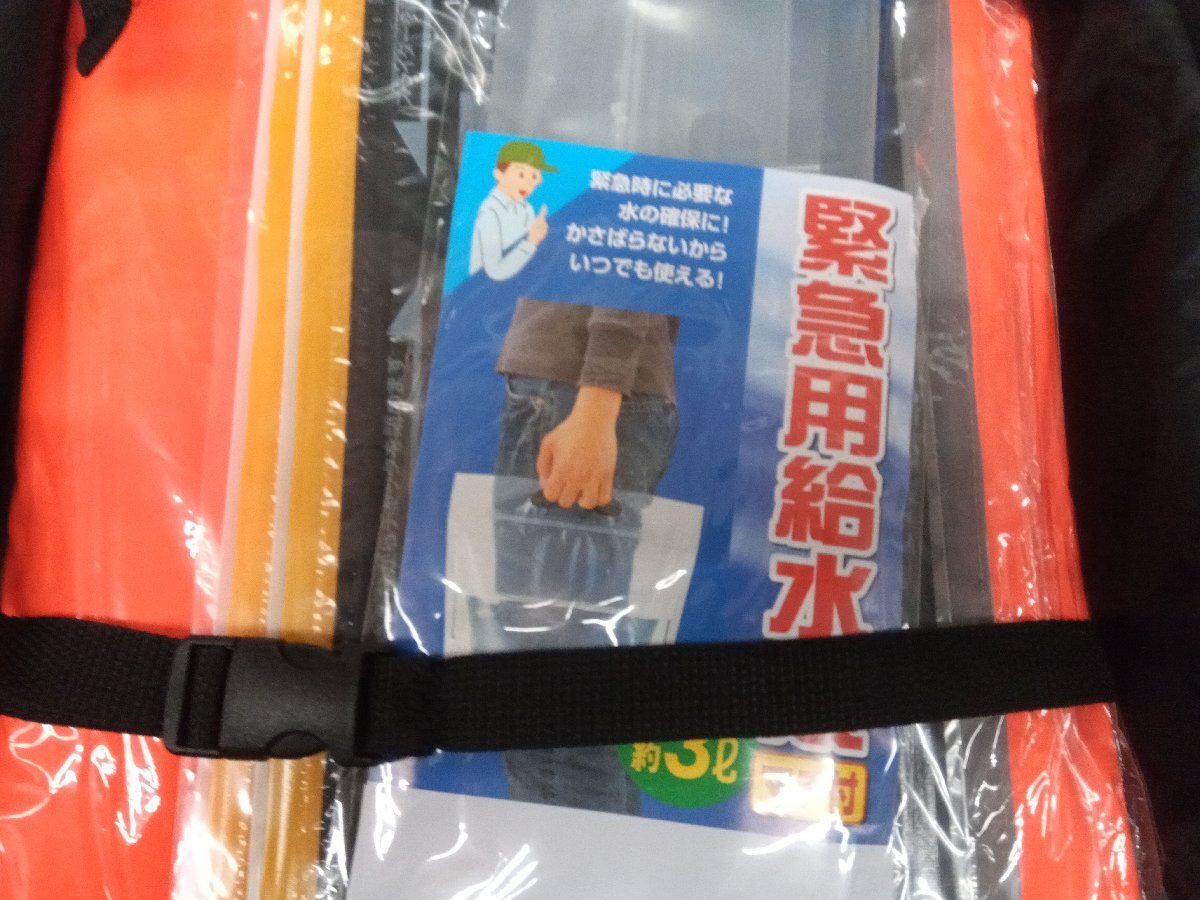 緊急時に必要な
水の確保に!
かさばらないから
いつでも使える!
緊急用給水
約3ℓ
付